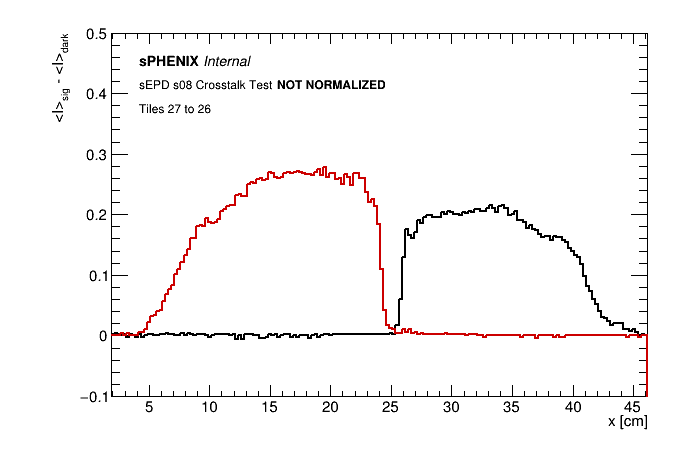 0.5
<I>sig - <I>dark
sPHENIX Internal
sEPD s08 Crosstalk Test NOT NORMALIZED
0.4
Tiles 27 to 26
0.3
0.2
0.1
0
−0.1
5 10 15 20 25 30 35 40 45
x [cm]